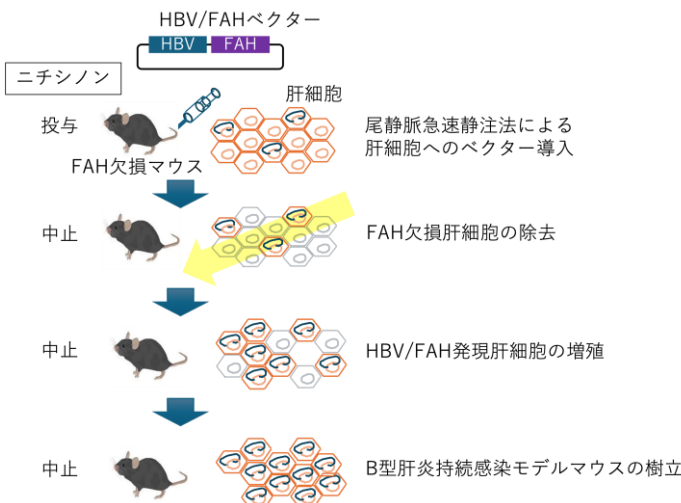 HBV/FAHベクター
HBV FAH
ニチシノン
肝細胞
投与
FAH欠損マウス
尾静脈急速静注法による
肝細胞へのベクター導入
中止
FAH欠損肝細胞の除去
中止
HBV/FAH発現肝細胞の増殖
中止
B型肝炎持続感染モデルマウスの樹立